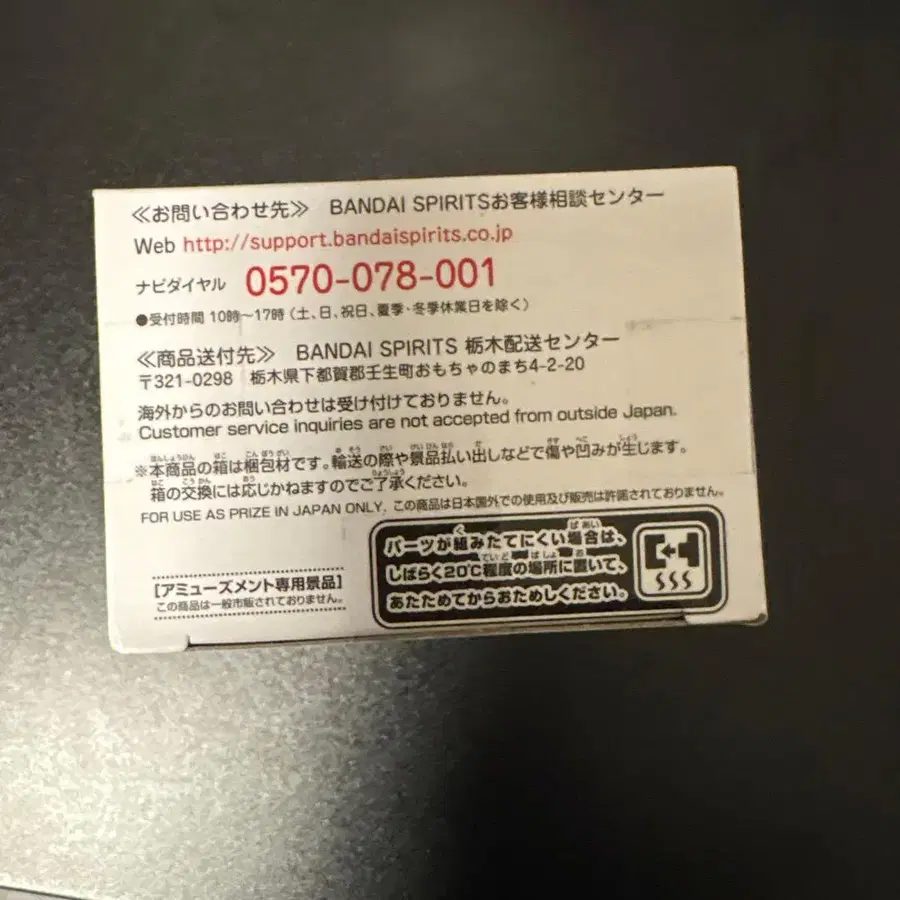 ≪お問い合わせ先≫ BANDAI SPIRITSお客様相談センター
Web http://support.bandaispirits.co.jp
ナビダイヤル 0570-078-001
●受付時間 10時～17時（土、日、祝日、夏季・冬季休業日を除く）
≪商品送付先≫ BANDAI SPIRITS 栃木配送センター
〒321-0298 栃木県下都賀郡壬生町おもちゃのまち4-2-20
海外からのお問い合わせは受け付けておりません。
Customer service inquiries are not accepted from outside Japan.
※本商品の箱は梱包材です。輸送の際や景品払い出しなどで傷や凹みが生じます。
箱の交換には応じかねますのでご了承ください。
FOR USE AS PRIZE IN JAPAN ONLY. この商品は日本国外での使用及び販売は許諾されておりません。
[アミューズメント専用景品]
この商品は一般市販されておりません。
パーツが組みたてにくい場合は、
しばらく20℃程度の場所に置いて、
あたためてからおためしください。